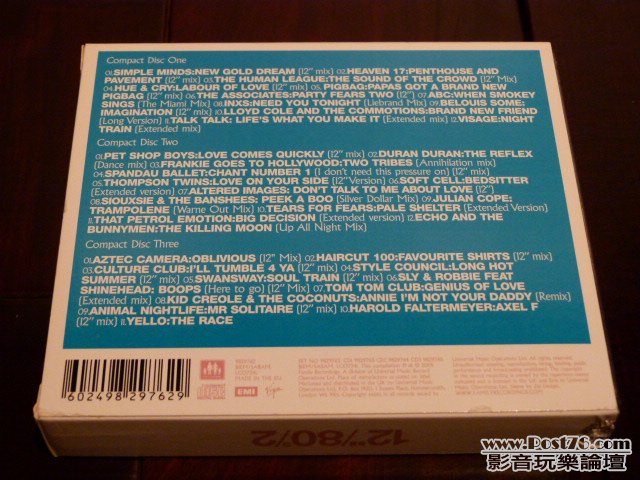 Compact Disc One
01.SIMPLE MINDS:NEW GOLD DREAM (12" mix) 02.HEAVEN 17:PENTHOUSE AND
PAVEMENT (12" mix) 03.THE HUMAN LEAGUE:THE SOUND OF THE CROWD (12" Mix)
04.HUE & CRY:LABOUR OF LOVE (12" mix) 05.PIGBAG:PAPAS GOT A BRAND NEW
PIGBAG (12" mix) 06.THE ASSOCIATES:PARTY FEARS TWO (12") 07.ABC:WHEN SMOKEY
SINGS (The Miami Mix) 08.INXS:NEED YOU TONIGHT (Liebrand Mix) 09.BELOUIS SOME:
IMAGINATION (12" mix) 10.LLOYD COLE AND THE COMMOTIONS:BRAND NEW FRIEND
(Long Version) 11.TALK TALK: LIFE'S WHAT YOU MAKE IT (Extended mix) 12.VISAGE:NIGHT
TRAIN (Extended mix)
Compact Disc Two
01.PET SHOP BOYS:LOVE COMES QUICKLY (12" mix) 02.DURAN DURAN:THE REFLEX
(Dance mix) 03.FRANKIE GOES TO HOLLYWOOD:TWO TRIBES (Annihilation mix)
04.SPANDAU BALLET:CHANT NUMBER 1 (I don't need this pressure on) (12" mix)
05.THOMPSON TWINS:LOVE ON YOUR SIDE (12"Version) 06.SOFT CELL:BEDSITTER
(Extended version) 07.ALTERED IMAGES: DON'T TALK TO ME ABOUT LOVE (12")
08.SIOUXSIE & THE BANSHEES: PEEK A BOO (Silver Dollar Mix) 09.JULIAN COPE:
TRAMPOLENE (Warne Out Mix) 10.TEARS FOR FEARS:PALE SHELTER (Extended Version)
11.THAT PETROL EMOTION:BIG DECISION (Extended version) 12.ECHO AND THE
BUNNYMEN:THE KILLING MOON (Up All Night Mix)
Compact Disc Three
01.AZTEC CAMERA:OBLIVIOUS (12" Mix) 02.HAIRCUT 100:FAVOURITE SHIRTS (12" mix)
03.CULTURE CLUB:I'LL TUMBLE 4 YA (12" mix) 04.STYLE COUNCIL:LONG HOT
SUMMER (12" mix) 05.SWANSWAY:SOUL TRAIN (12" mix) 06.SLY & ROBBIE FEAT
SHINEHEAD: BOOPS (Here to go) (12" Mix) 07.TOM TOM CLUB:GENIUS OF LOVE
(Extended mix) 08.KID CREOLE & THE COCONUTS:ANNIE I'M NOT YOUR DADDY (Remix)
09.ANIMAL NIGHTLIFE:MR SOLITAIRE (12" mix) 10.HAROLD FALTERMEYER:AXEL F
(12" mix) 11.YELLO:THE RACE
9829762
BIEM/SABAM
MADE IN THE EU.
602498 297629
COMPACT disc
EMI
Virgin
12"/80s/2
www.Post76.com
影音玩樂論壇